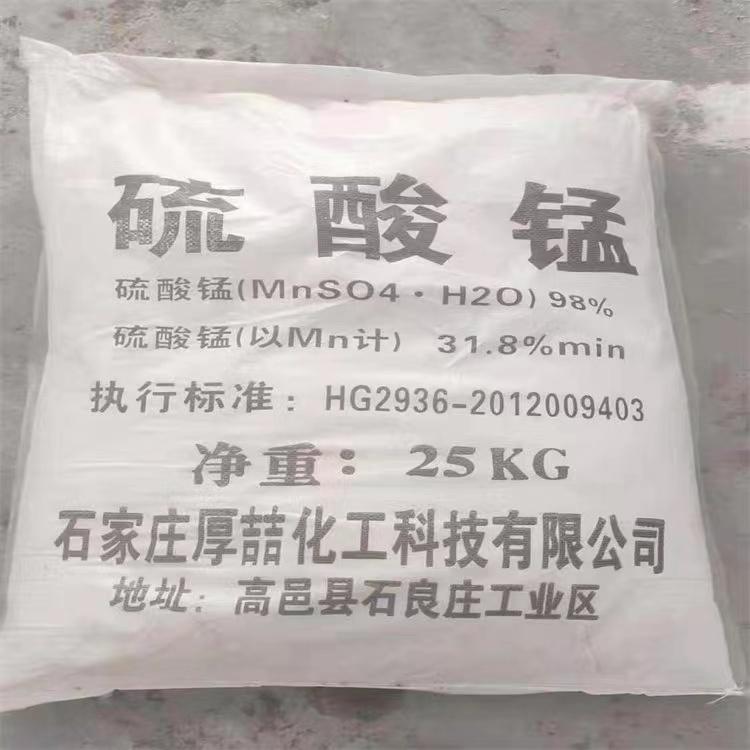 硫酸锰
硫酸锰(MnSO4·H2O)98%
硫酸锰(以Mn计) 31.8%min
执行标准：HG2936-2012009403
净重：25KG
石家庄厚喆化工科技有限公司
地址：高邑县石良庄工业区